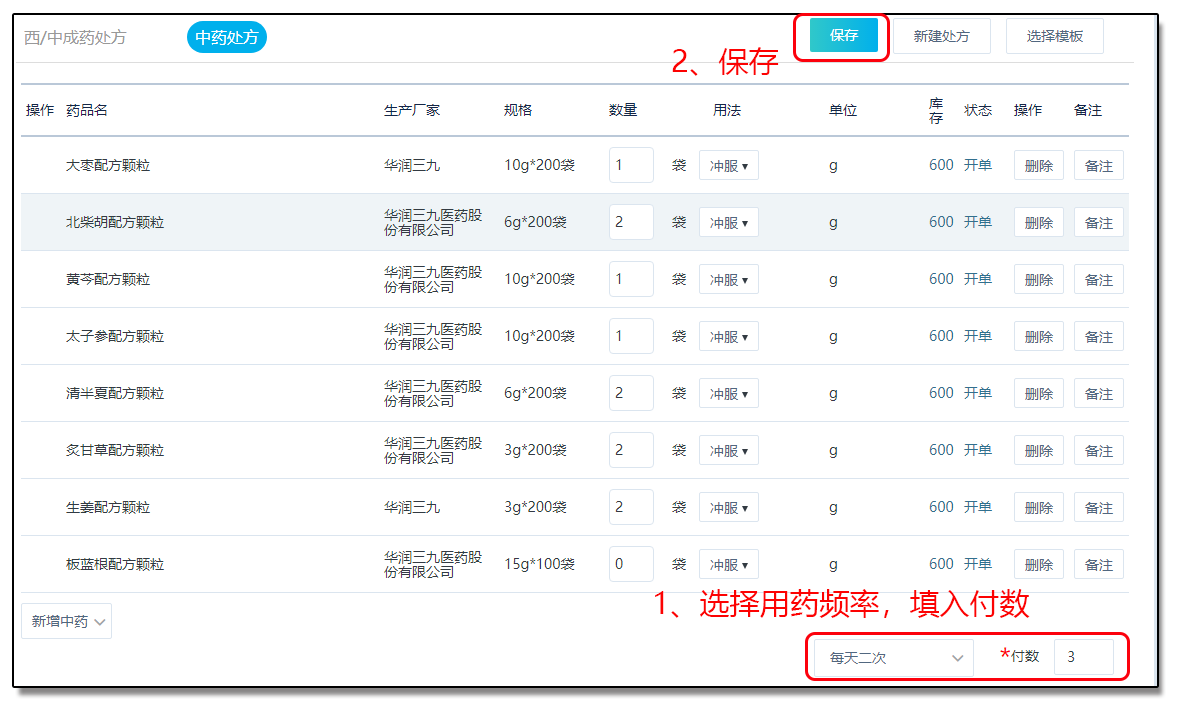 西/中成药处方 中药处方 保存 新建处方 选择模板
2、保存
操作 药品名 生产厂家 规格 数量 用法 单位 库存 状态 操作 备注
大枣配方颗粒 华润三九 10g*200袋 1 袋 冲服▼ g 600 开单 删除 备注
北柴胡配方颗粒 华润三九医药股份有限公司 6g*200袋 2 袋 冲服▼ g 600 开单 删除 备注
黄芩配方颗粒 华润三九医药股份有限公司 10g*200袋 1 袋 冲服▼ g 600 开单 删除 备注
太子参配方颗粒 华润三九医药股份有限公司 10g*200袋 1 袋 冲服▼ g 600 开单 删除 备注
清半夏配方颗粒 华润三九医药股份有限公司 6g*200袋 2 袋 冲服▼ g 600 开单 删除 备注
炙甘草配方颗粒 华润三九医药股份有限公司 3g*200袋 2 袋 冲服▼ g 600 开单 删除 备注
生姜配方颗粒 华润三九 3g*200袋 2 袋 冲服▼ g 600 开单 删除 备注
板蓝根配方颗粒 华润三九医药股份有限公司 15g*100袋 0 袋 冲服▼ g 600 开单 删除 备注
1、选择用药频率，填入付数
新增中药
每天二次 *付数 3